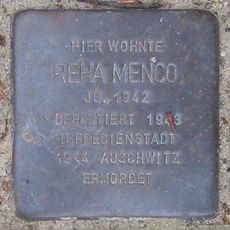 HIER WOHNTE
REHA MENCO
JG. 1942
DEPORTIERT 1943
THERESIENSTADT
1944 AUSCHWITZ
ERMORDET